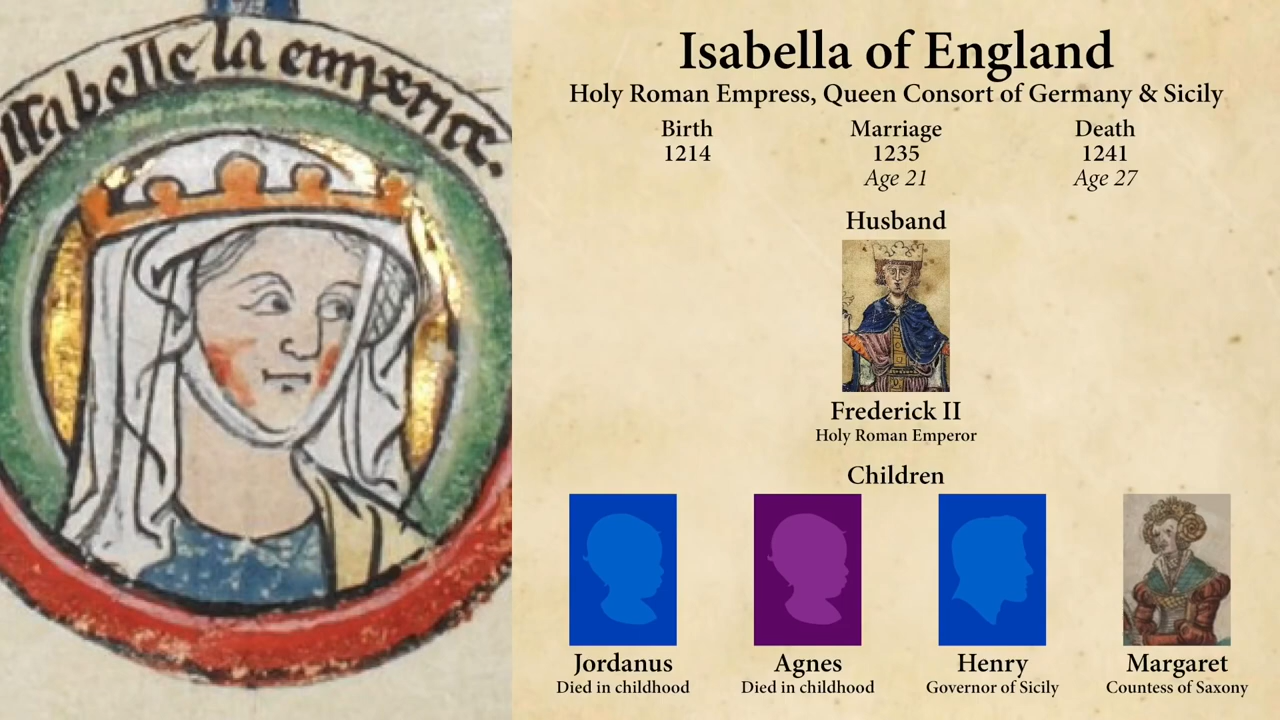 Isabelle la emperice.
Isabella of England
Holy Roman Empress, Queen Consort of Germany & Sicily
Birth
1214
Marriage
1235
Age 21
Death
1241
Age 27
Husband
Frederick II
Holy Roman Emperor
Children
Jordanus
Died in childhood
Agnes
Died in childhood
Henry
Governor of Sicily
Margaret
Countess of Saxony